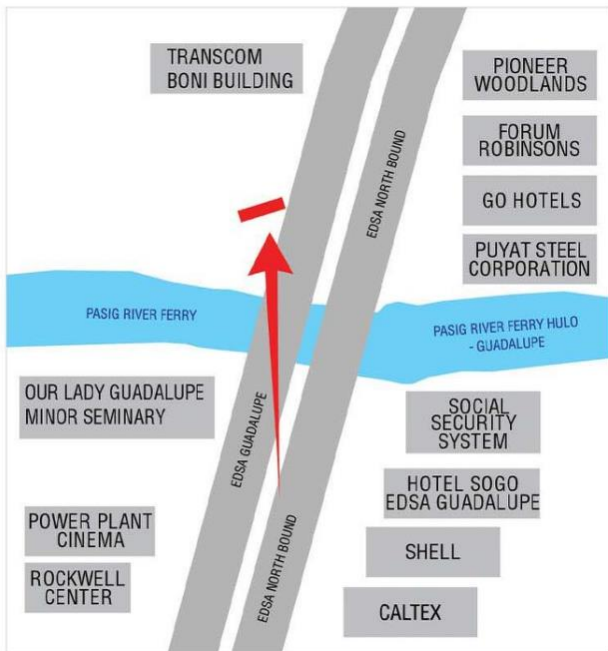 TRANSCOM
BONI BUILDING
PIONEER
WOODLANDS
FORUM
ROBINSONS
EDSA NORTH BOUND
GO HOTELS
PUYAT STEEL
CORPORATION
PASIG RIVER FERRY
PASIG RIVER FERRY HULO
- GUADALUPE
OUR LADY GUADALUPE
MINOR SEMINARY
EDSA GUADALUPE
SOCIAL
SECURITY
SYSTEM
HOTEL SOGO
EDSA GUADALUPE
POWER PLANT
CINEMA
EDSA NORTH BOUND
SHELL
ROCKWELL
CENTER
CALTEX